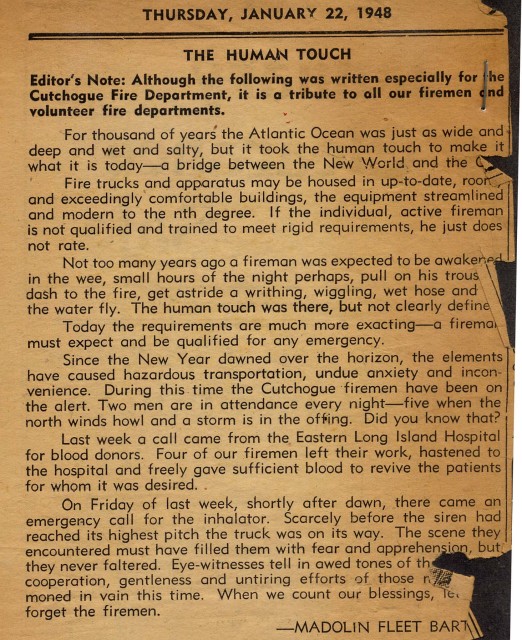 THURSDAY, JANUARY 22, 1948
THE HUMAN TOUCH
Editor's Note: Although the following was written especially for the
Cutchogue Fire Department, it is a tribute to all our firemen and
volunteer fire departments.
For thousand of years the Atlantic Ocean was just as wide and
deep and wet and salty, but it took the human touch to make it
what it is today—a bridge between the New World and the
Fire trucks and apparatus may be housed in up-to-date,
and exceedingly comfortable buildings, the equipment streamlined
and modern to the nth degree. If the individual, active fireman
is not qualified and trained to meet rigid requirements, he just does
not rate.
Not too many years ago a fireman was expected to be awakened
in the wee, small hours of the night perhaps, pull on his trous
dash to the fire, get astride a writhing, wiggling, wet hose and
the water fly. The human touch was there, but not clearly define
Today the requirements are much more exacting—a firema
must expect and be qualified for any emergency.
Since the New Year dawned over the horizon, the elements
have caused hazardous transportation, undue anxiety and incon-
venience. During this time the Cutchogue firemen have been on
the alert. Two men are in attendance every night—five when the
north winds howl and a storm is in the offing. Did you know that?
Last week a call came from the Eastern Long Island Hospital
for blood donors. Four of our firemen left their work, hastened to
the hospital and freely gave sufficient blood to revive the patients
for whom it was desired.
On Friday of last week, shortly after dawn, there came an
emergency call for the inhalator. Scarcely before the siren had
reached its highest pitch the truck was on its way. The scene they
encountered must have filled them with fear and apprehension, but
they never faltered. Eye-witnesses tell in awed tones of the
cooperation, gentleness and untiring efforts of those
moned in vain this time. When we count our blessings,
forget the firemen.
—MADOLIN FLEET BART